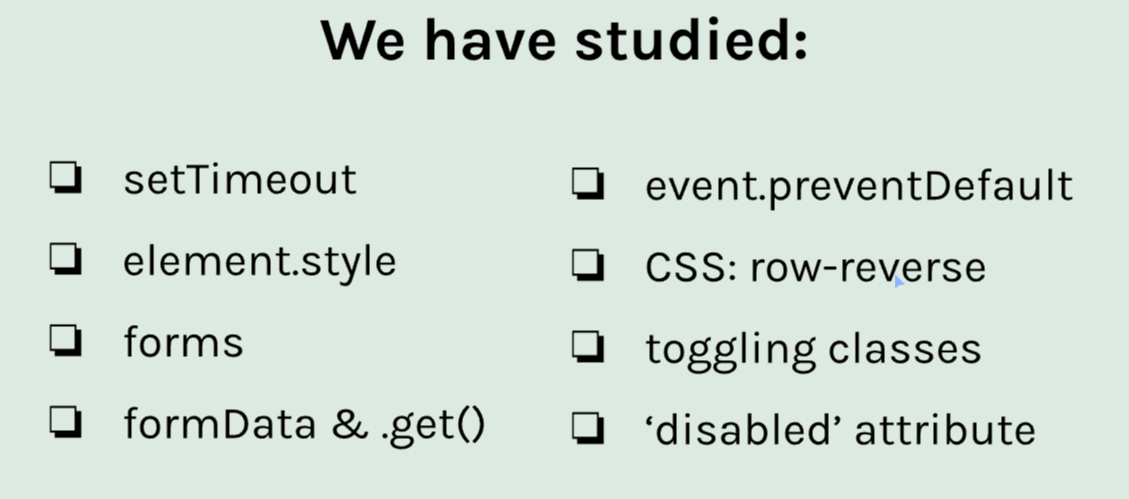 We have studied:
setTimeout
element.style
forms
formData & .get()
event.preventDefault
CSS: row-reverse
toggling classes
‘disabled’ attribute